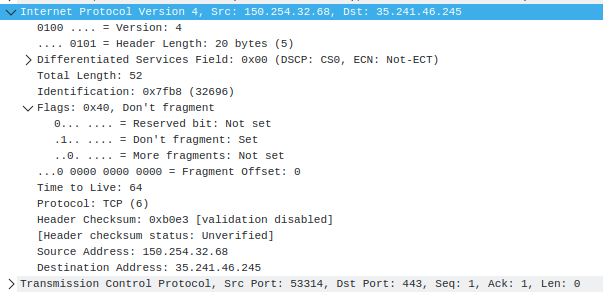 Internet Protocol Version 4, Src: 150.254.32.68, Dst: 35.241.46.245
0100 .... = Version: 4
.... 0101 = Header Length: 20 bytes (5)
Differentiated Services Field: 0x00 (DSCP: CS0, ECN: Not-ECT)
Total Length: 52
Identification: 0x7fb8 (32696)
Flags: 0x40, Don't fragment
0... .... = Reserved bit: Not set
.1.. .... = Don't fragment: Set
..0. .... = More fragments: Not set
...0 0000 0000 0000 = Fragment Offset: 0
Time to Live: 64
Protocol: TCP (6)
Header Checksum: 0xb0e3 [validation disabled]
[Header checksum status: Unverified]
Source Address: 150.254.32.68
Destination Address: 35.241.46.245
Transmission Control Protocol, Src Port: 53314, Dst Port: 443, Seq: 1, Ack: 1, Len: 0